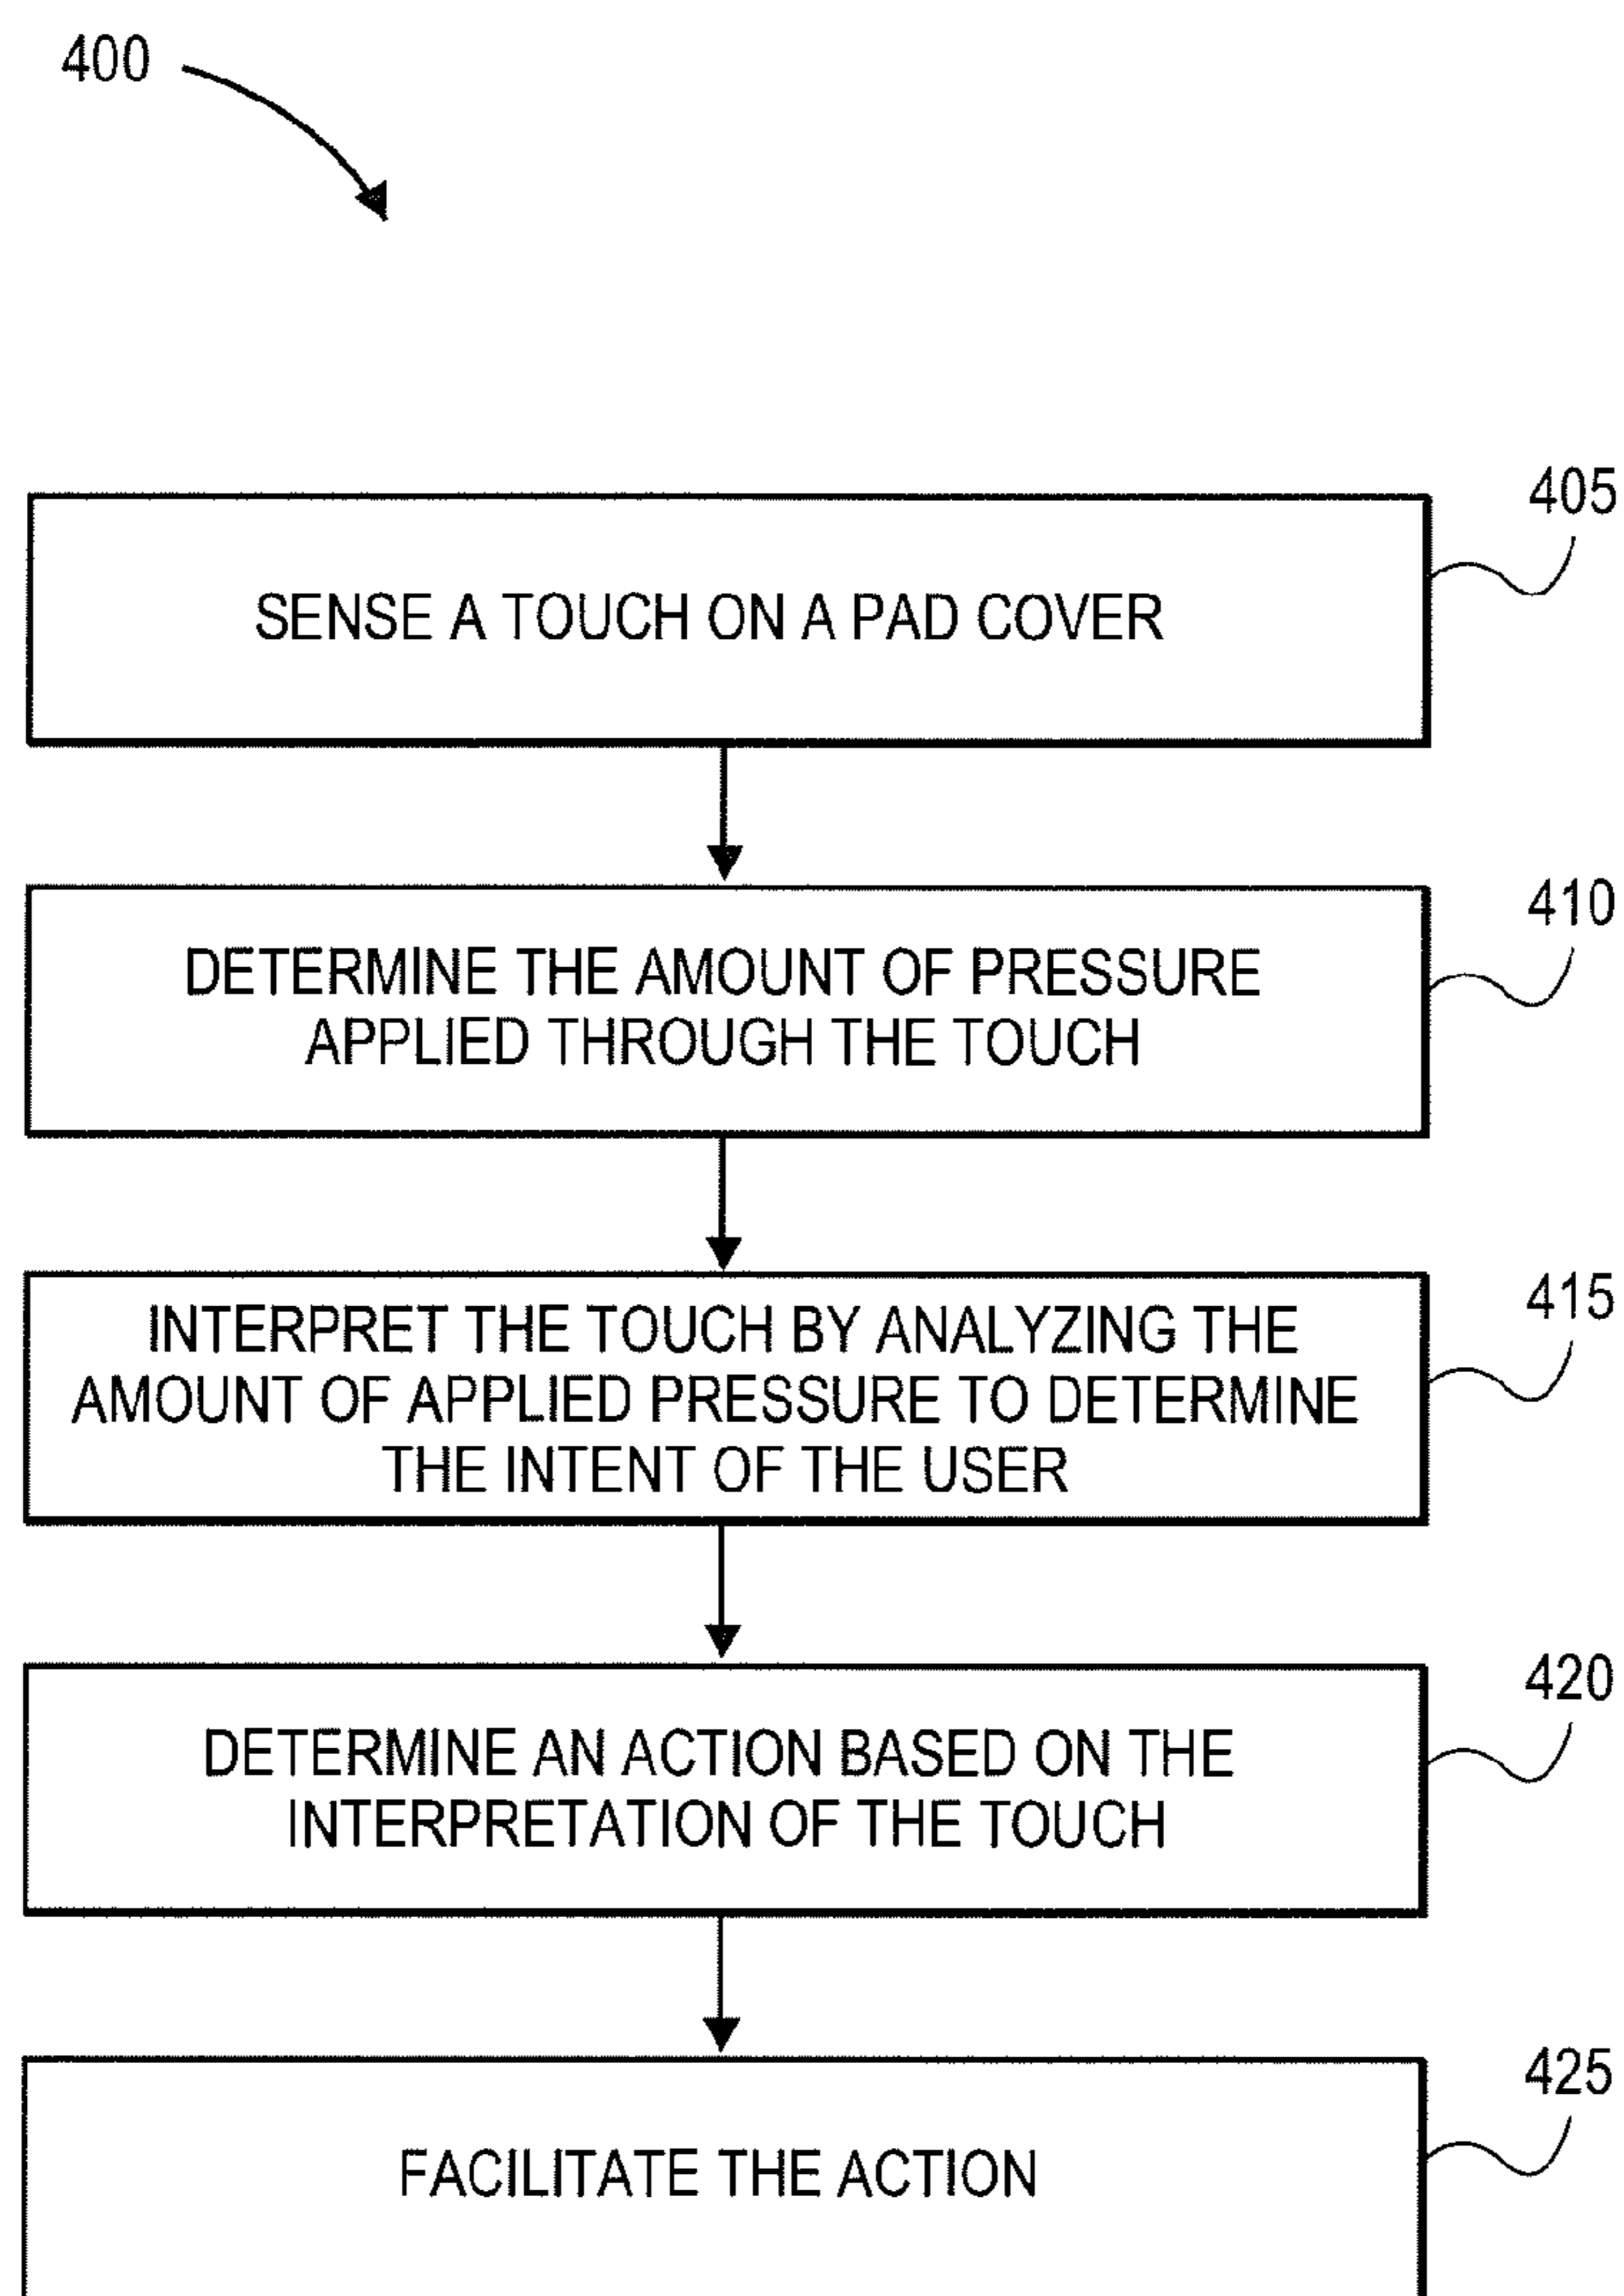 400
405
SENSE A TOUCH ON A PAD COVER
410
DETERMINE THE AMOUNT OF PRESSURE
APPLIED THROUGH THE TOUCH
415
INTERPRET THE TOUCH BY ANALYZING THE
AMOUNT OF APPLIED PRESSURE TO DETERMINE
THE INTENT OF THE USER
420
DETERMINE AN ACTION BASED ON THE
INTERPRETATION OF THE TOUCH
425
FACILITATE THE ACTION